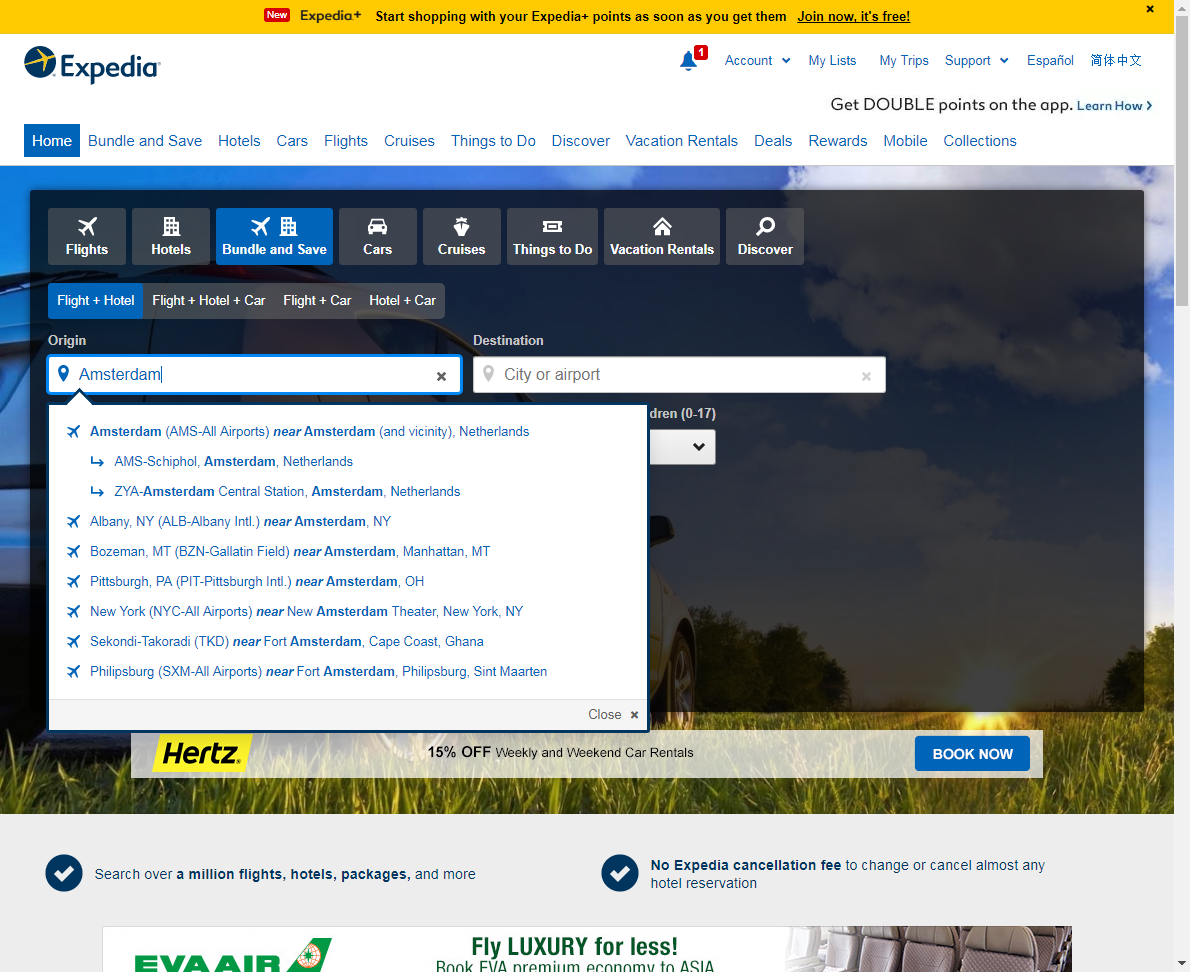 New Expedia+ Start shopping with your Expedia+ points as soon as you get them Join now, it's free!
Expedia
1 Account My Lists My Trips Support Español 简体中文
Get DOUBLE points on the app. Learn How
Home Bundle and Save Hotels Cars Flights Cruises Things to Do Discover Vacation Rentals Deals Rewards Mobile Collections
Flights Hotels Bundle and Save Cars Cruises Things to Do Vacation Rentals Discover
Flight + Hotel Flight + Hotel + Car Flight + Car Hotel + Car
Origin Destination
Amsterdam City or airport
dren (0-17)
Amsterdam (AMS-All Airports) near Amsterdam (and vicinity), Netherlands
AMS-Schiphol, Amsterdam, Netherlands
ZYA-Amsterdam Central Station, Amsterdam, Netherlands
Albany, NY (ALB-Albany Intl.) near Amsterdam, NY
Bozeman, MT (BZN-Gallatin Field) near Amsterdam, Manhattan, MT
Pittsburgh, PA (PIT-Pittsburgh Intl.) near Amsterdam, OH
New York (NYC-All Airports) near New Amsterdam Theater, New York, NY
Sekondi-Takoradi (TKD) near Fort Amsterdam, Cape Coast, Ghana
Philipsburg (SXM-All Airports) near Fort Amsterdam, Philipsburg, Sint Maarten
Close
Hertz. 15% OFF Weekly and Weekend Car Rentals BOOK NOW
Search over a million flights, hotels, packages, and more
No Expedia cancellation fee to change or cancel almost any
hotel reservation
EVA AIR Fly LUXURY for less!
Book EVA premium economy to ASIA